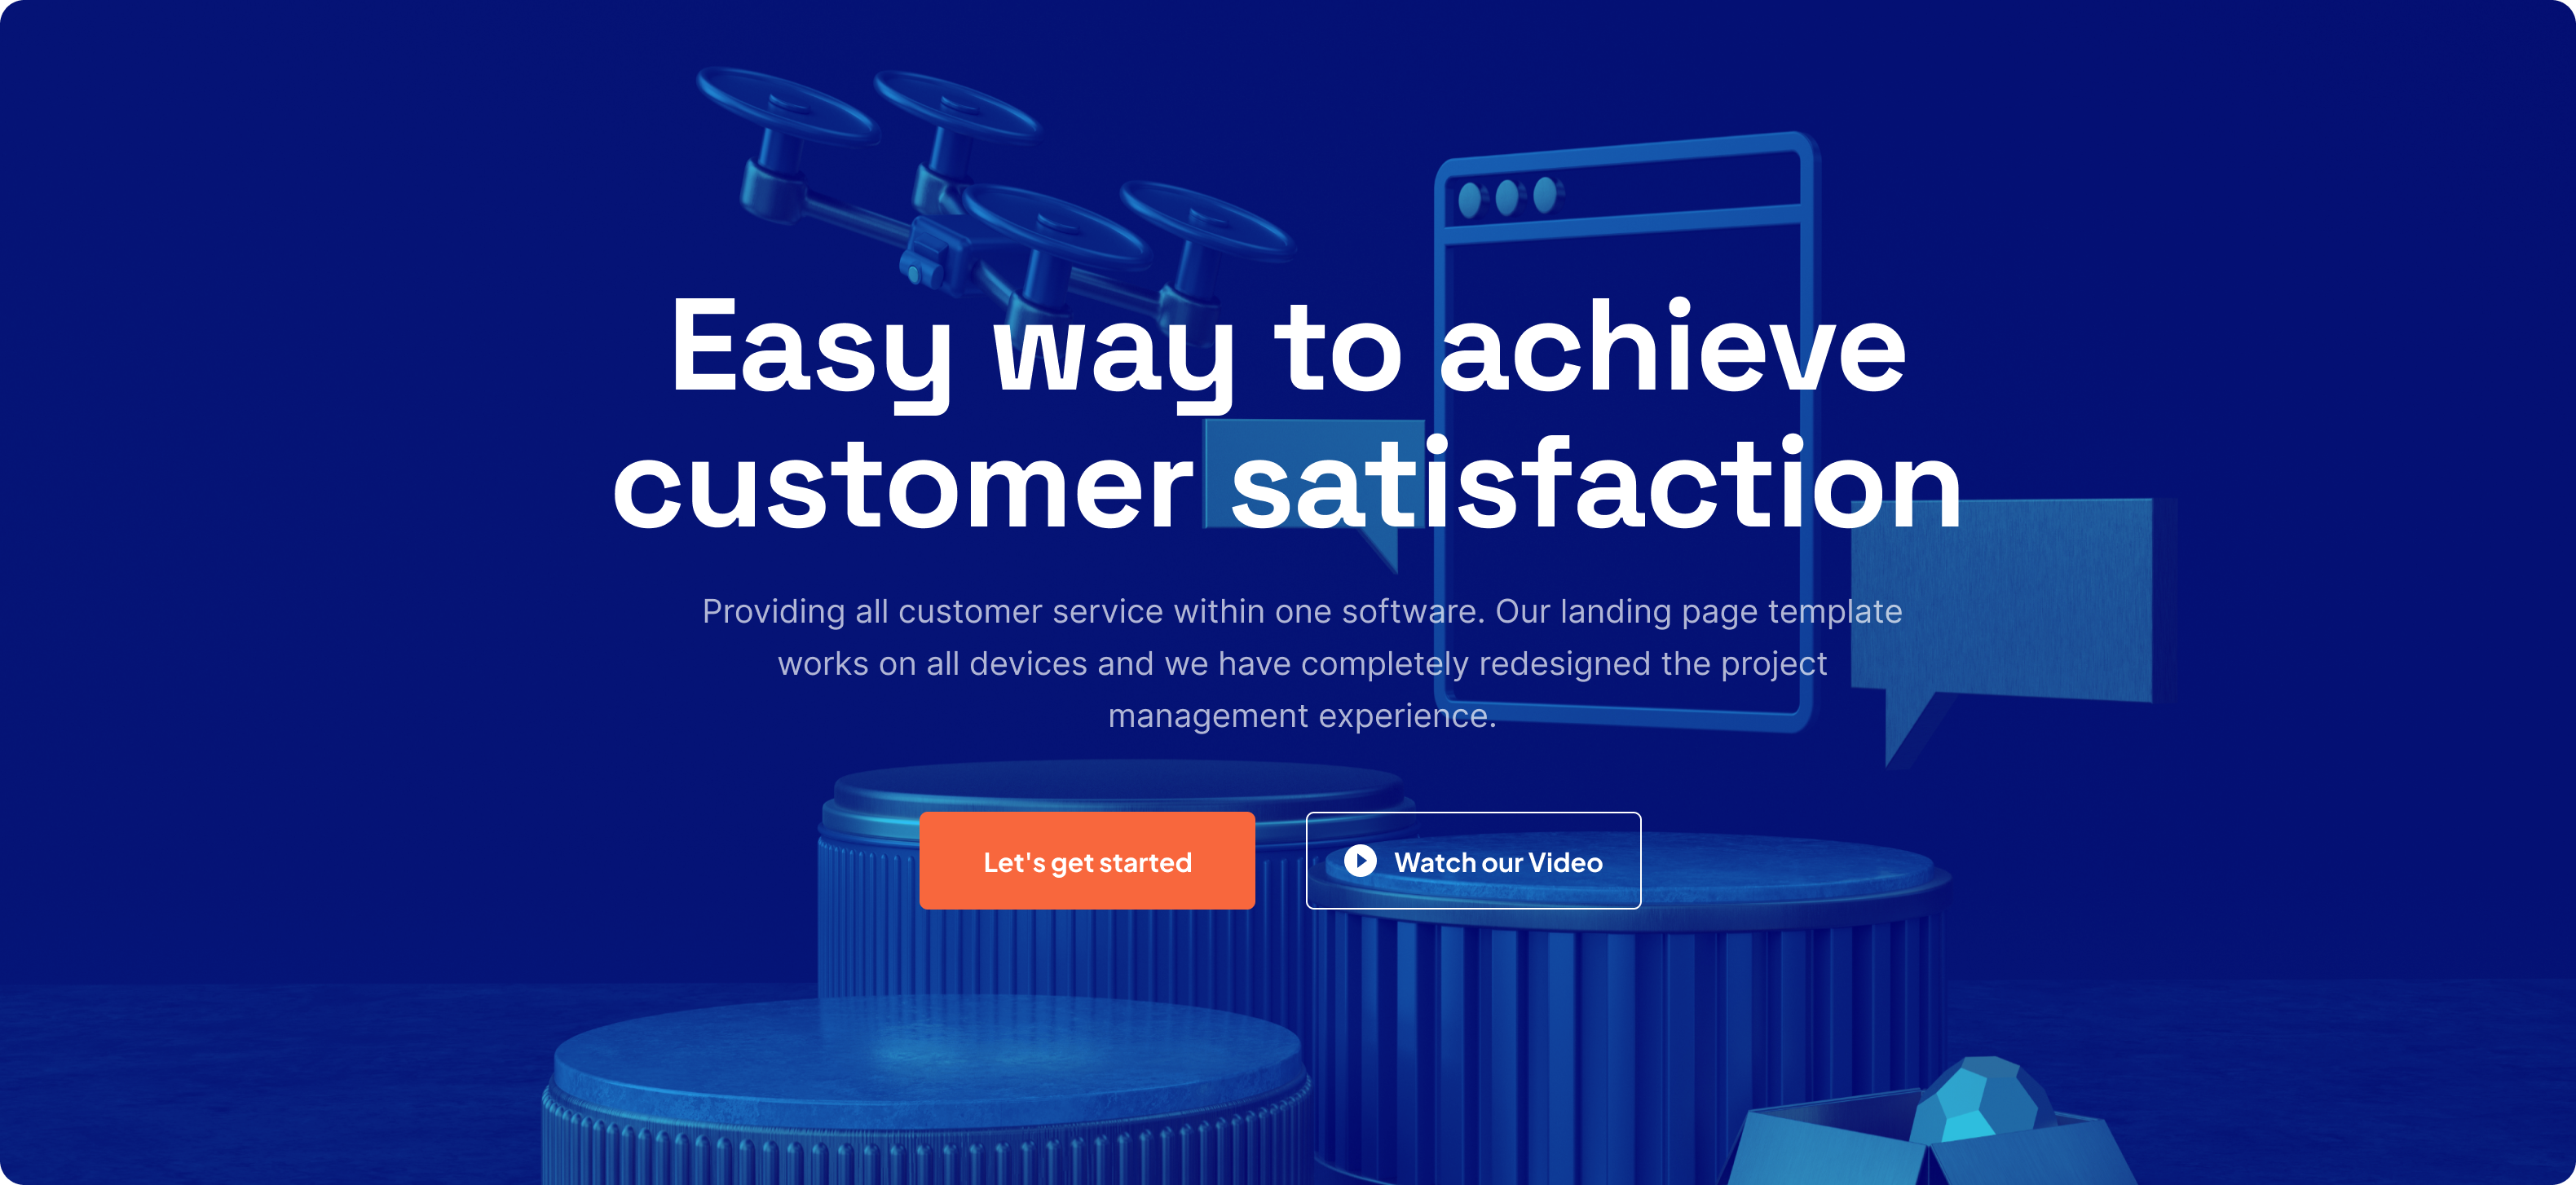 Easy way to achieve
customer satisfaction
Providing all customer service within one software. Our landing page template
works on all devices and we have completely redesigned the project
management experience.
Let's get started
Watch our Video